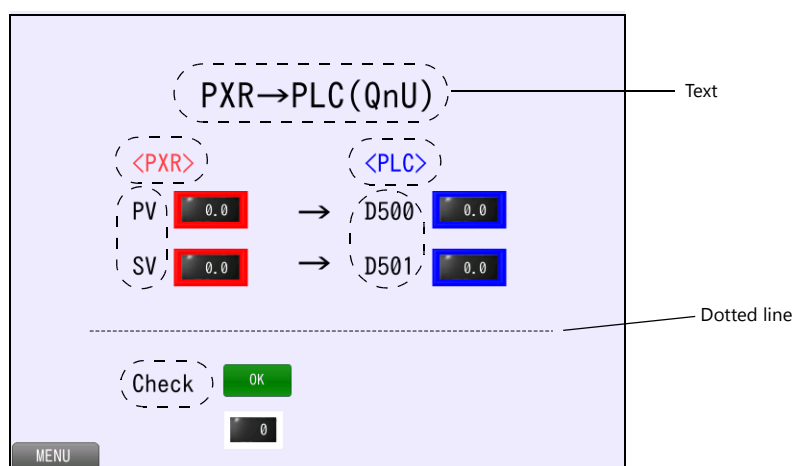 PXR→PLC(QnU)
Text
<PXR> <PLC>
PV 0.0 → D500 0.0
SV 0.0 → D501 0.0
Dotted line
Check OK
0
MENU